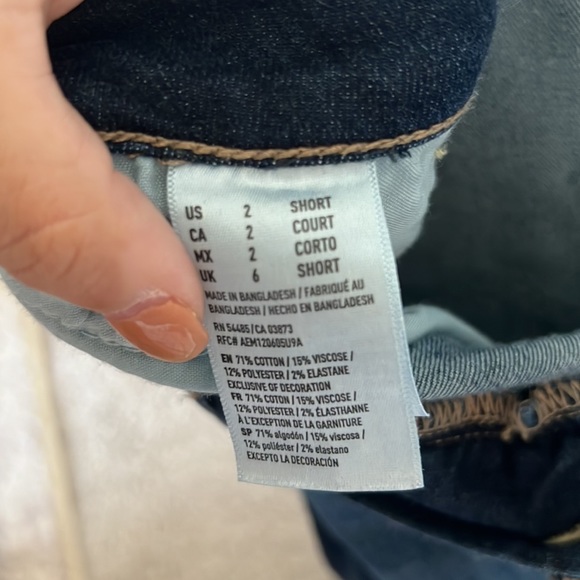 US 2 SHORT
CA 2 COURT
MX 2 CORTO
UK 6 SHORT
MADE IN BANGLADESH / FABRIQUÉ AU
BANGLADESH / HECHO EN BANGLADESH
RN 54485 / CA 03873
RFC# AEM120605U9A
EN 71% COTTON / 15% VISCOSE /
12% POLYESTER / 2% ELASTANE
EXCLUSIVE OF DECORATION
FR 71% COTON / 15% VISCOSE /
12% POLYESTER / 2% ÉLASTHANNE
À L'EXCEPTION DE LA GARNITURE
SP 71% algodón / 15% viscosa /
12% poliéster / 2% elastano
EXCEPTO LA DECORACIÓN